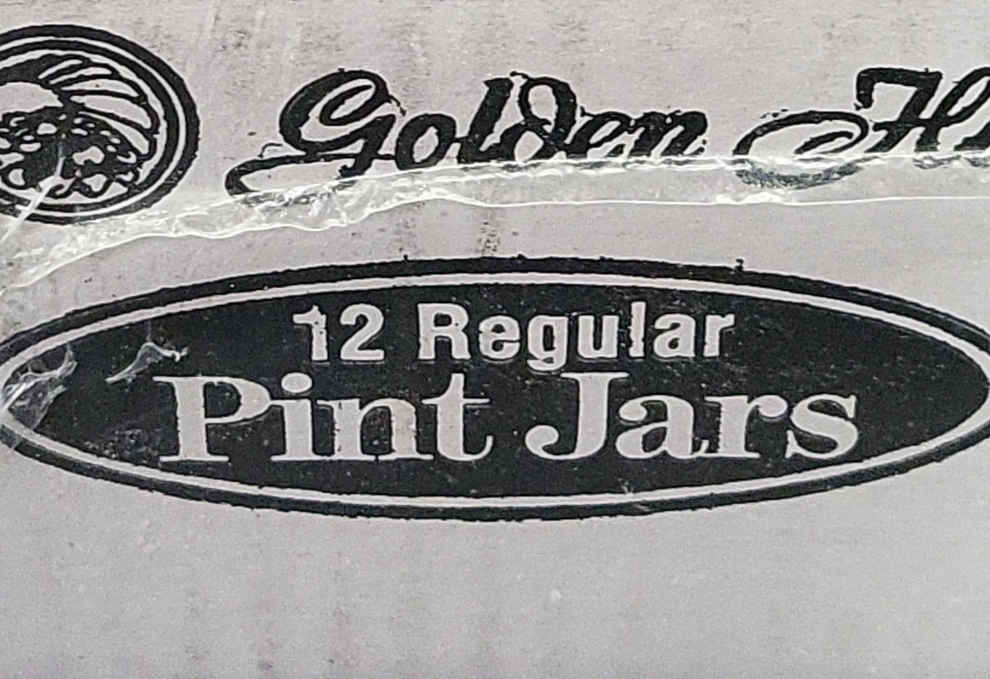 Golden H
12 Regular
Pint Jars